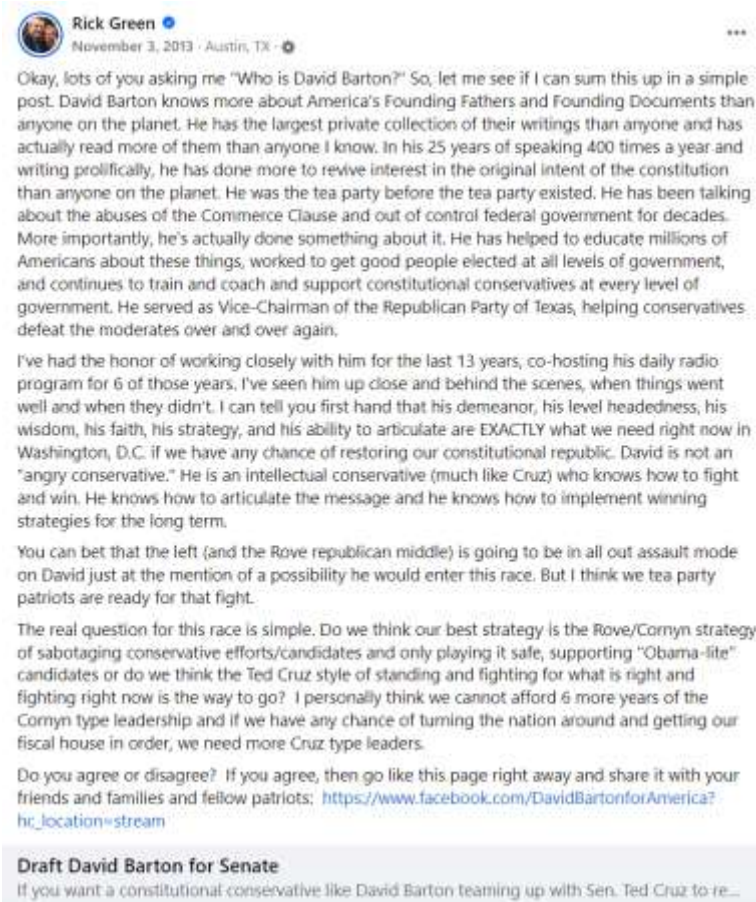 Rick Green
November 3, 2013 · Austin, TX ·
Okay, lots of you asking me "Who is David Barton?" So, let me see if I can sum this up in a simple
post. David Barton knows more about America's Founding Fathers and Founding Documents than
anyone on the planet. He has the largest private collection of their writings than anyone and has
actually read more of them than anyone I know. In his 25 years of speaking 400 times a year and
writing prolifically, he has done more to revive interest in the original intent of the constitution
than anyone on the planet. He was the tea party before the tea party existed. He has been talking
about the abuses of the Commerce Clause and out of control federal government for decades.
More importantly, he's actually done something about it. He has helped to educate millions of
Americans about these things, worked to get good people elected at all levels of government,
and continues to train and coach and support constitutional conservatives at every level of
government. He served as Vice-Chairman of the Republican Party of Texas, helping conservatives
defeat the moderates over and over again.
I've had the honor of working closely with him for the last 13 years, co-hosting his daily radio
program for 6 of those years. I've seen him up close and behind the scenes, when things went
well and when they didn't. I can tell you first hand that his demeanor, his level headedness, his
wisdom, his faith, his strategy, and his ability to articulate are EXACTLY what we need right now in
Washington, D.C. if we have any chance of restoring our constitutional republic. David is not an
"angry conservative." He is an intellectual conservative (much like Cruz) who knows how to fight
and win. He knows how to articulate the message and he knows how to implement winning
strategies for the long term.
You can bet that the left (and the Rove republican middle) is going to be in all out assault mode
on David just at the mention of a possibility he would enter this race. But I think we tea party
patriots are ready for that fight.
The real question for this race is simple. Do we think our best strategy is the Rove/Cornyn strategy
of sabotaging conservative efforts/candidates and only playing it safe, supporting "Obama-lite"
candidates or do we think the Ted Cruz style of standing and fighting for what is right and
fighting right now is the way to go? I personally think we cannot afford 6 more years of the
Cornyn type leadership and if we have any chance of turning the nation around and getting our
fiscal house in order, we need more Cruz type leaders.
Do you agree or disagree? If you agree, then go like this page right away and share it with your
friends and families and fellow patriots: https://www.facebook.com/DavidBartonforAmerica?
hc_location=stream
Draft David Barton for Senate
If you want a constitutional conservative like David Barton teaming up with Sen. Ted Cruz to re...